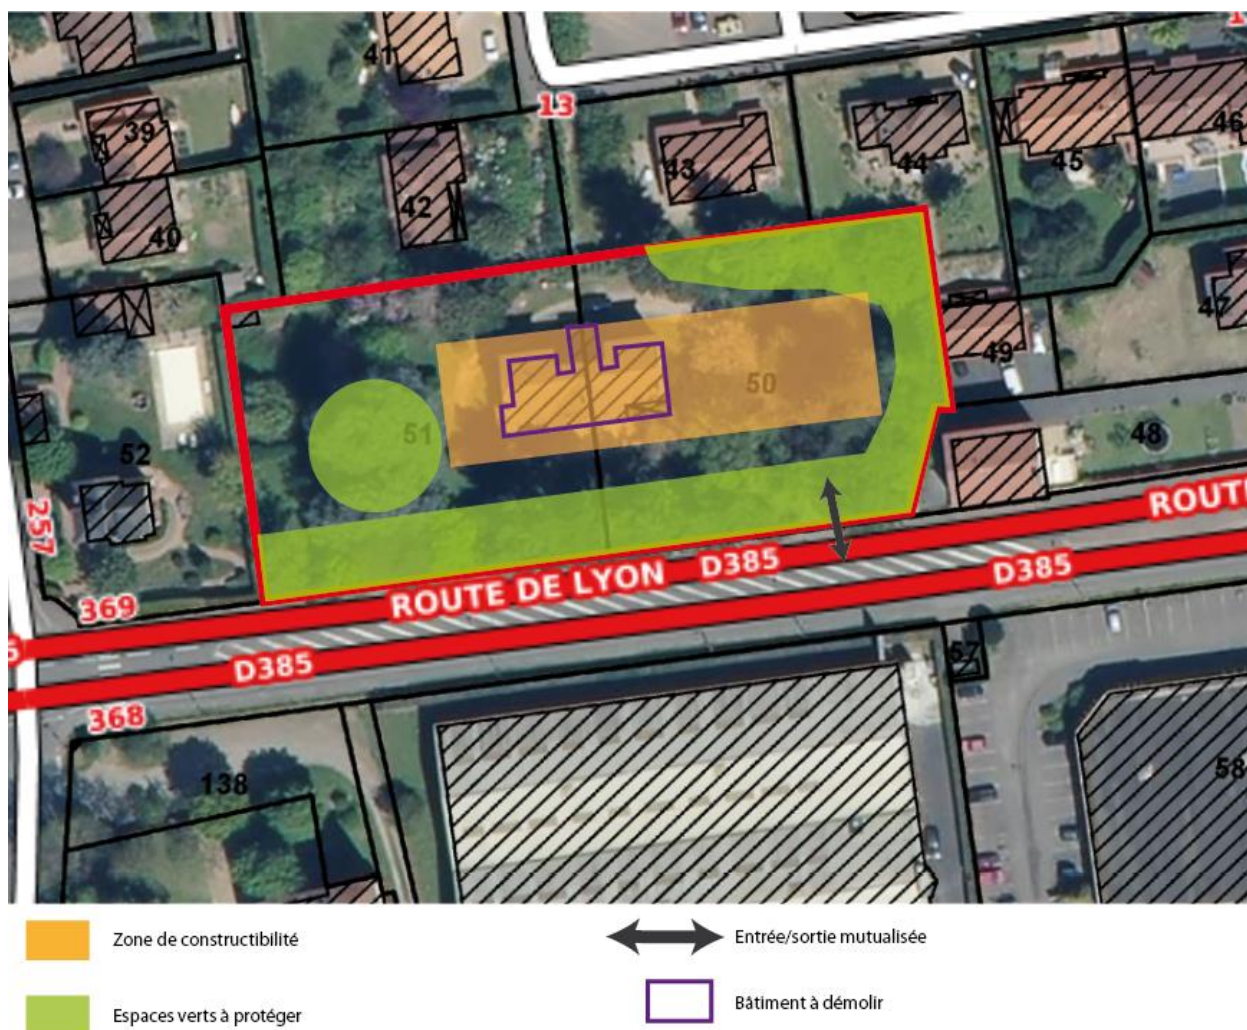 41
13
1
39
46
43
44
45
42
40
47
49
50
51
52
48
257
ROUTE
369
ROUTE DE LYON D385
D385
5
D385
57
368
138
58
Zone de constructibilité
Entrée/sortie mutualisée
Espaces verts à protéger
Bâtiment à démolir